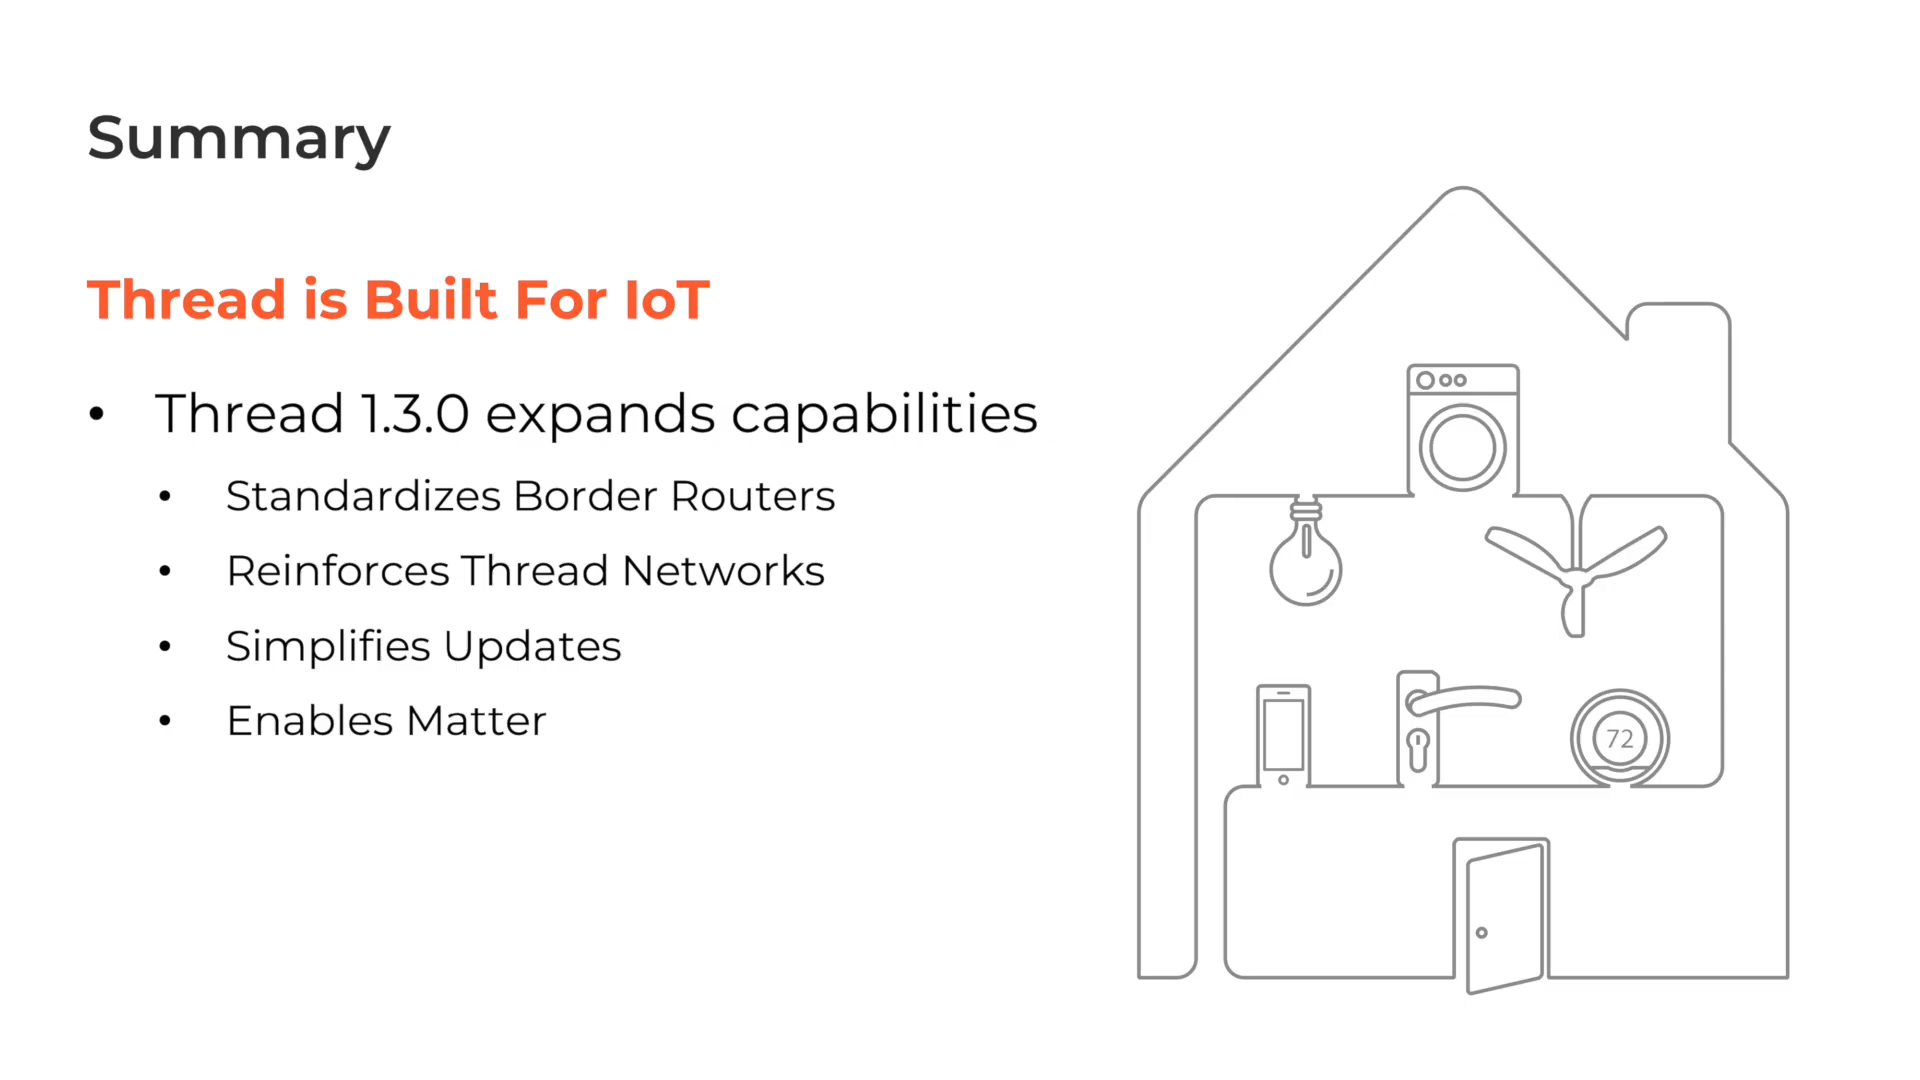 Summary
Thread is Built For IoT
• Thread 1.3.0 expands capabilities
• Standardizes Border Routers
• Reinforces Thread Networks
• Simplifies Updates
• Enables Matter
72